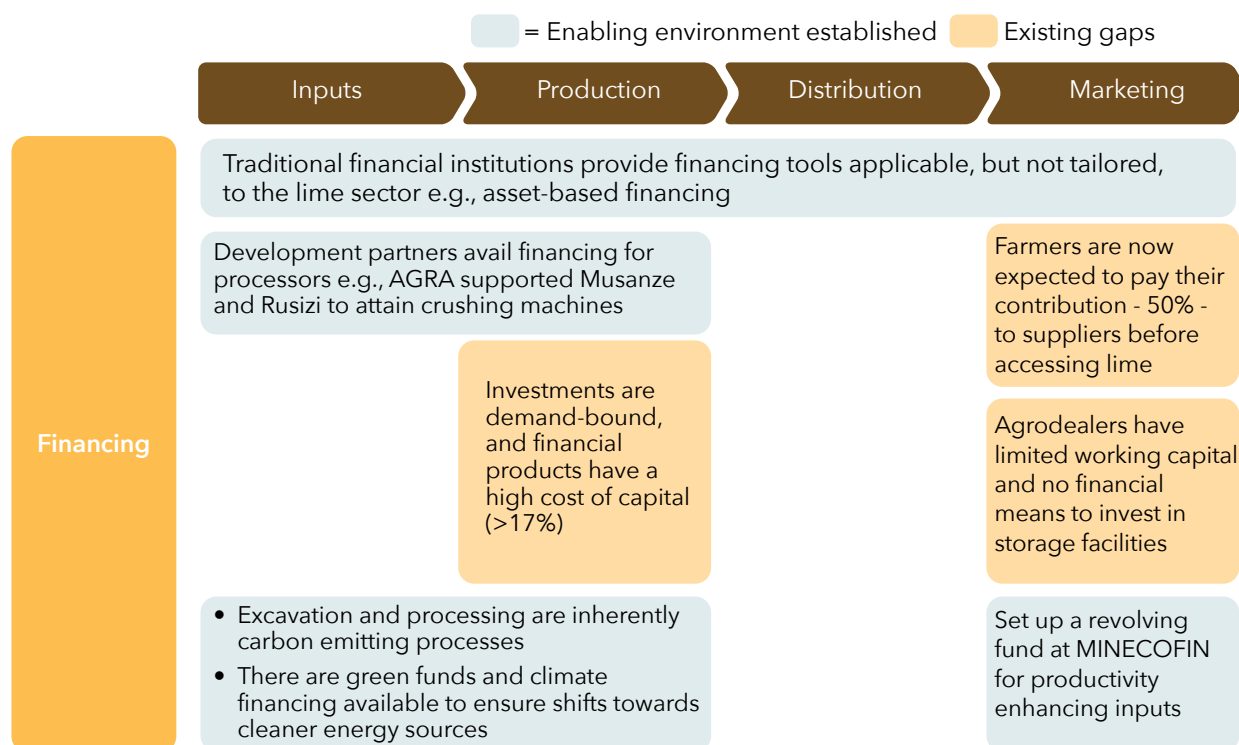 = Enabling environment established
Existing gaps
Inputs
Production
Distribution
Marketing
Financing
Traditional financial institutions provide financing tools applicable, but not tailored,
to the lime sector e.g., asset-based financing
Development partners avail financing for
processors e.g., AGRA supported Musanze
and Rusizi to attain crushing machines
Farmers are now
expected to pay their
contribution - 50% -
to suppliers before
accessing lime
Investments are
demand-bound,
and financial
products have a
high cost of capital
(>17%)
Agrodealers have
limited working capital
and no financial
means to invest in
storage facilities
• Excavation and processing are inherently
carbon emitting processes
• There are green funds and climate
financing available to ensure shifts towards
cleaner energy sources
Set up a revolving
fund at MINECOFIN
for productivity
enhancing inputs